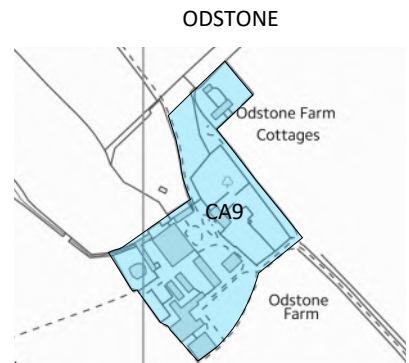 ODSTONE
Odstone Farm
Cottages
CA9
Odstone
Farm